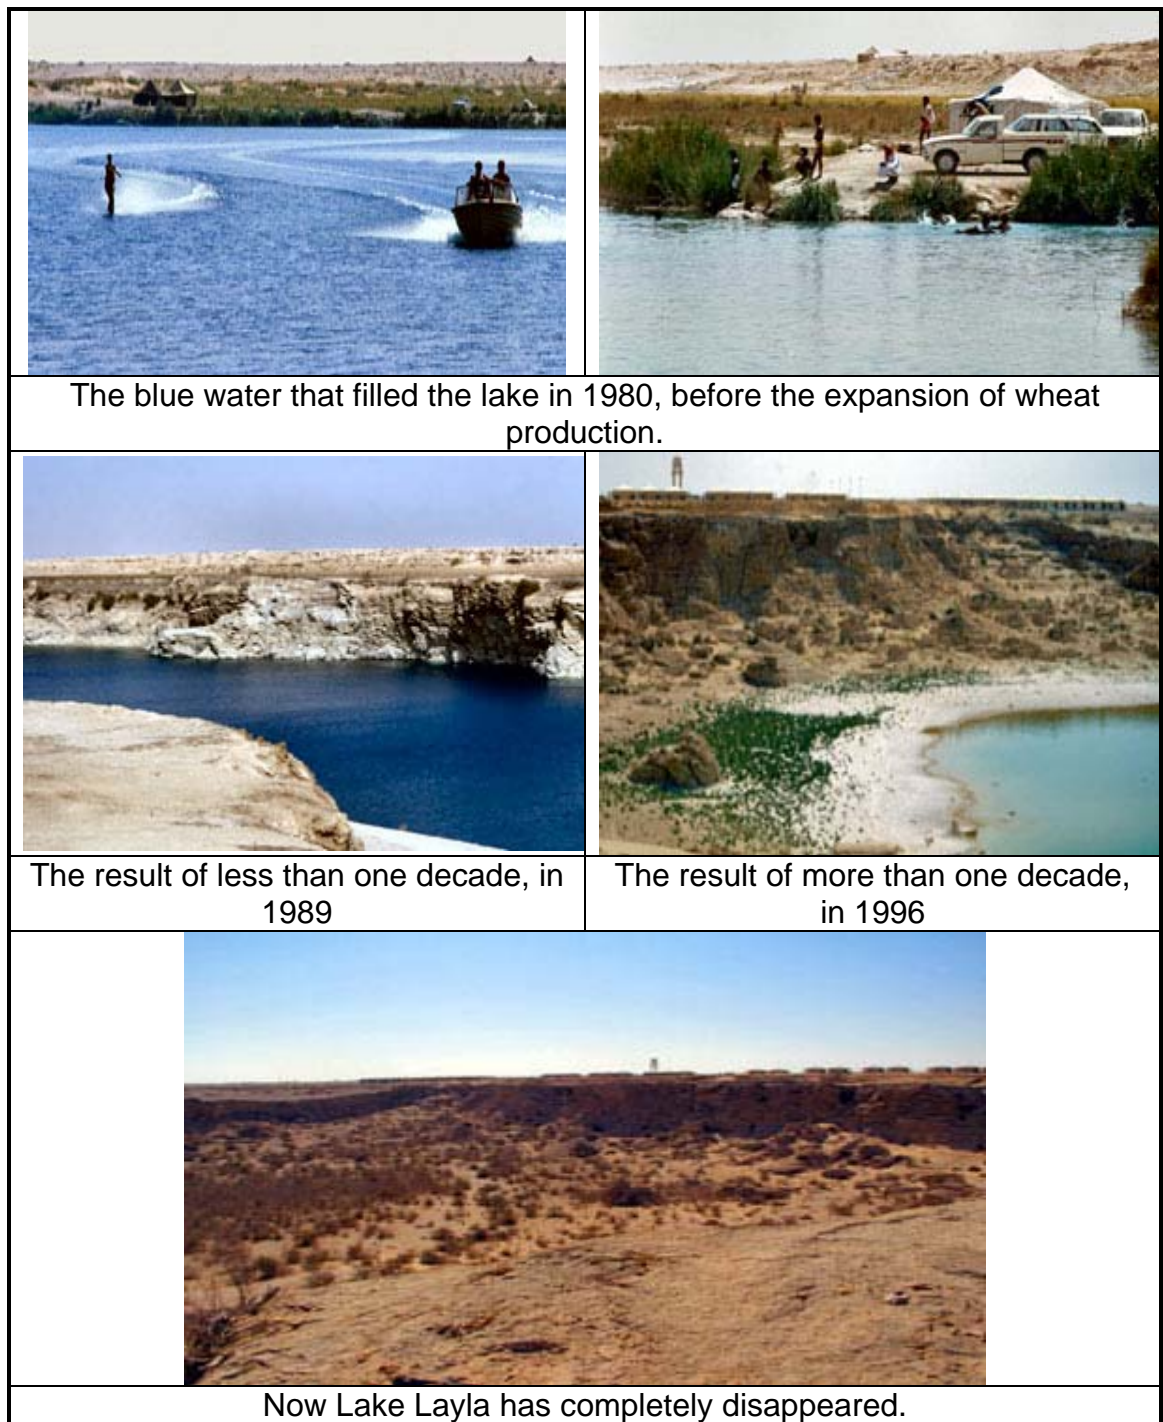 The blue water that filled the lake in 1980, before the expansion of wheat
production.
The result of less than one decade, in
1989
The result of more than one decade,
in 1996
Now Lake Layla has completely disappeared.